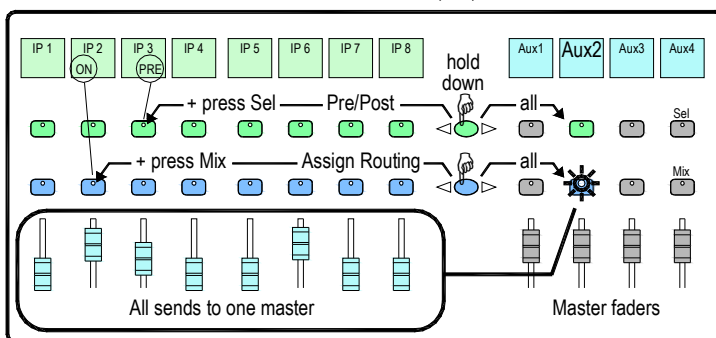 IP 1 IP 2 IP 3 IP 4 IP 5 IP 6 IP 7 IP 8 Aux1 Aux2 Aux3 Aux4
ON PRE
hold
down
+ press Sel Pre/Post all Sel
+ press Mix Assign Routing all Mix
All sends to one master Master faders